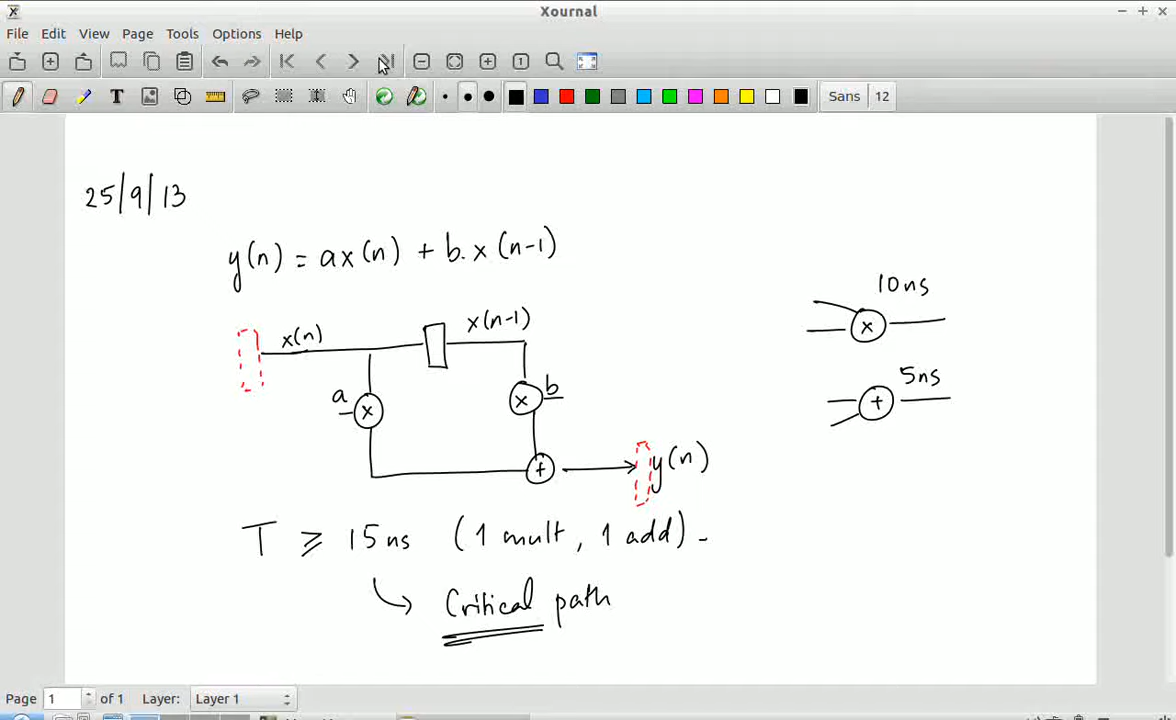 Xournal
File Edit View Page Tools Options Help
Sans 12
25/9/13
y(n) = ax(n) + b.x(n-1)
10ns
x(n)
x(n-1)
x
5ns
a
b
x
x
+
+
y(n)
T ≥ 15ns (1 mult, 1 add) -
Critical path
Page 1 of 1 Layer: Layer 1